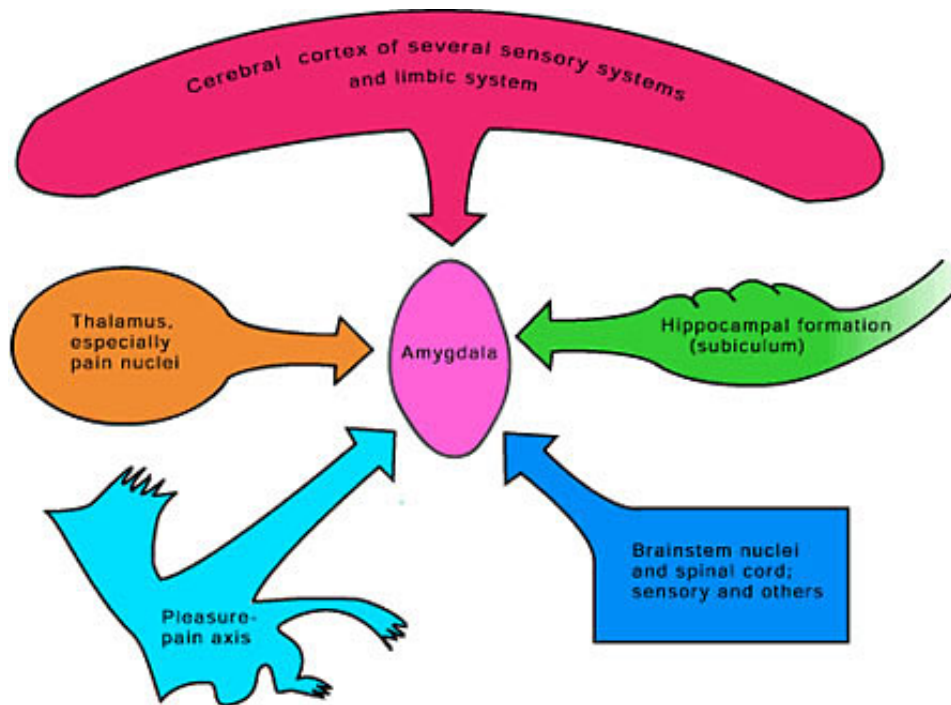 Cerebral cortex of several sensory systems
and limbic system
Thalamus,
especially
pain nuclei
Amygdala
Hippocampal formation
(subiculum)
Pleasure-
pain axis
Brainstem nuclei
and spinal cord;
sensory and others